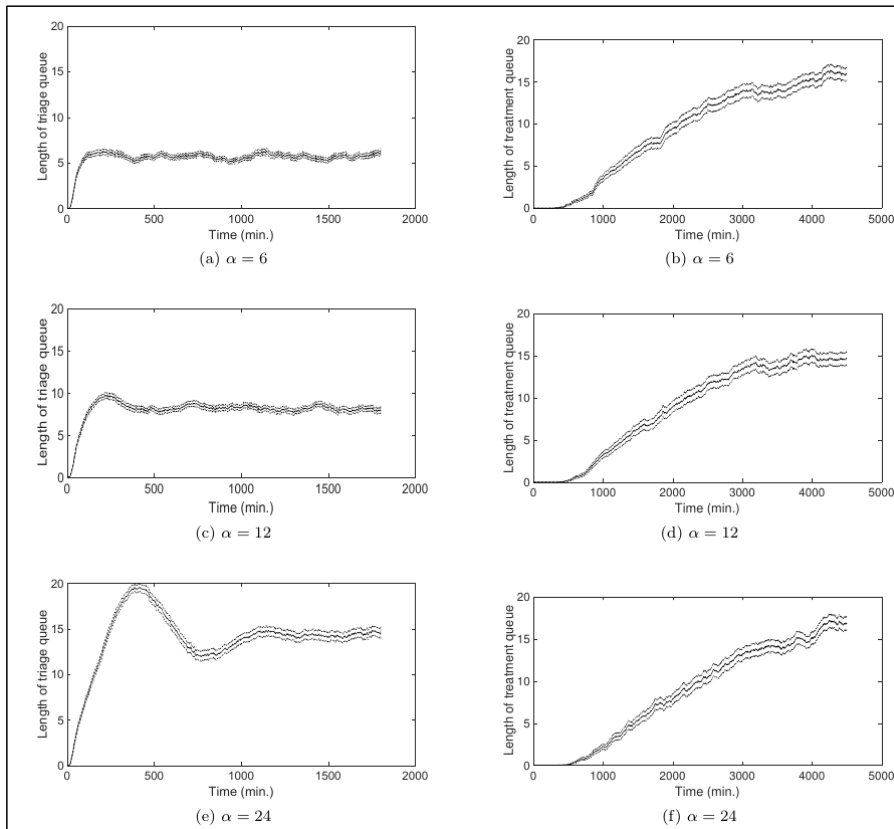 Length of triage queue
20
15
10
5
0
0 500 1000 1500 2000
Time (min.)
(a) α = 6
Length of treatment queue
20
15
10
5
0
0 1000 2000 3000 4000 5000
Time (min.)
(b) α = 6
Length of triage queue
20
15
10
5
0
0 500 1000 1500 2000
Time (min.)
(c) α = 12
Length of treatment queue
20
15
10
5
0
0 1000 2000 3000 4000 5000
Time (min.)
(d) α = 12
Length of triage queue
20
15
10
5
0
0 500 1000 1500 2000
Time (min.)
(e) α = 24
Length of treatment queue
20
15
10
5
0
0 1000 2000 3000 4000 5000
Time (min.)
(f) α = 24